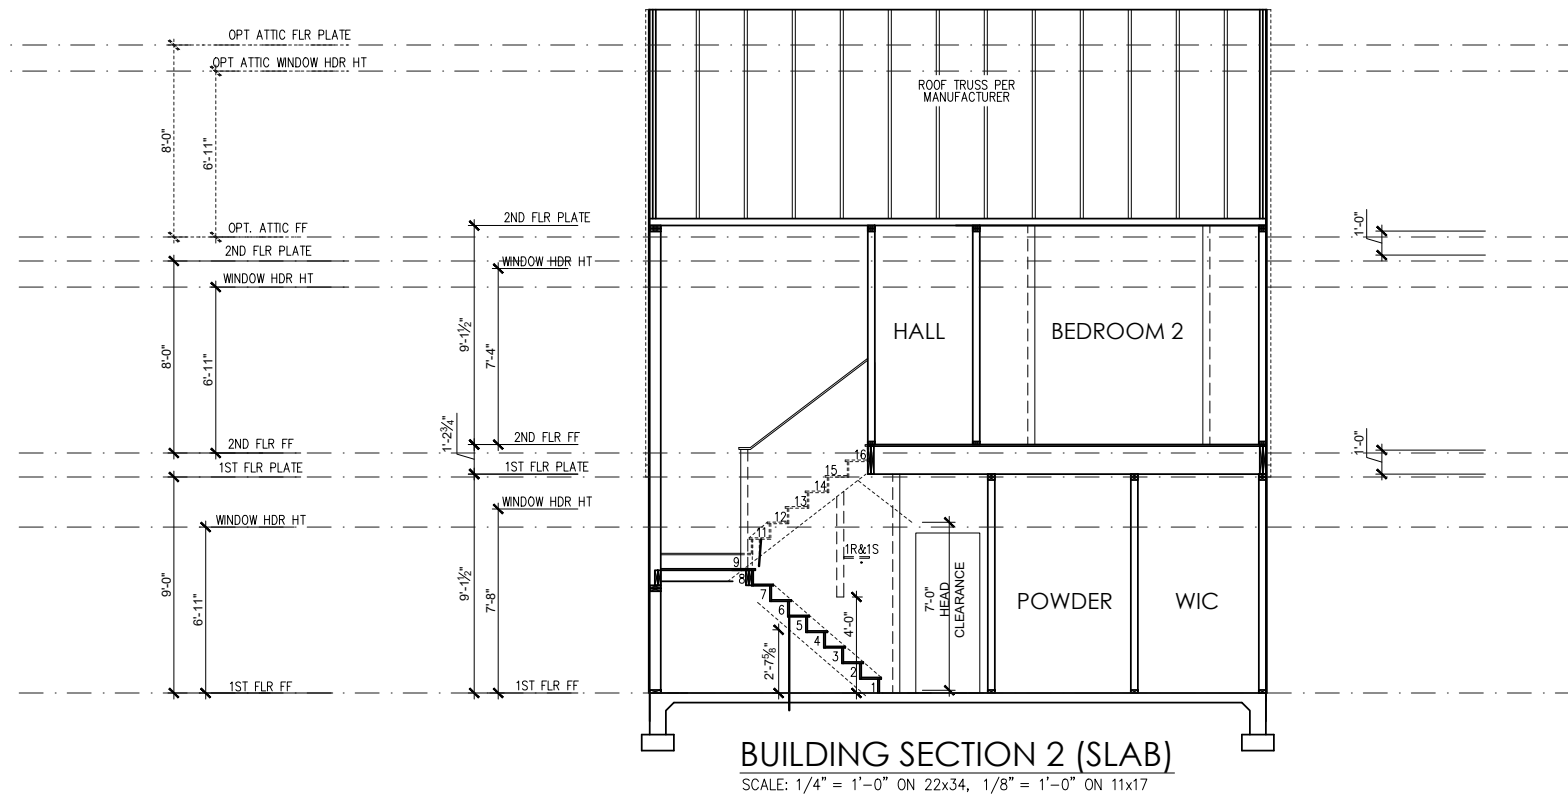 OPT ATTIC FLR PLATE
OPT ATTIC WINDOW HDR HT
ROOF TRUSS PER
MANUFACTURER
8'-0"
6'-11"
2ND FLR PLATE
1'-0"
OPT. ATTIC FF
2ND FLR PLATE
WINDOW HDR HT
WINDOW HDR HT
HALL
BEDROOM 2
9'-1½"
7'-4"
8'-0"
6'-11"
1'-2¾"
2ND FLR FF
2ND FLR FF
1'-0"
1ST FLR PLATE
1ST FLR PLATE
16
15
14
13
12
11
WINDOW HDR HT
WINDOW HDR HT
1R&1S
9
8
7
6
5
4
3
2
1
9'-0"
6'-11"
9'-1½"
7'-8"
2'-7⅝"
4'-0"
7'-0"
HEAD
CLEARANCE
POWDER
WIC
1ST FLR FF
1ST FLR FF
BUILDING SECTION 2 (SLAB)
SCALE: 1/4" = 1'-0" ON 22x34, 1/8" = 1'-0" ON 11x17